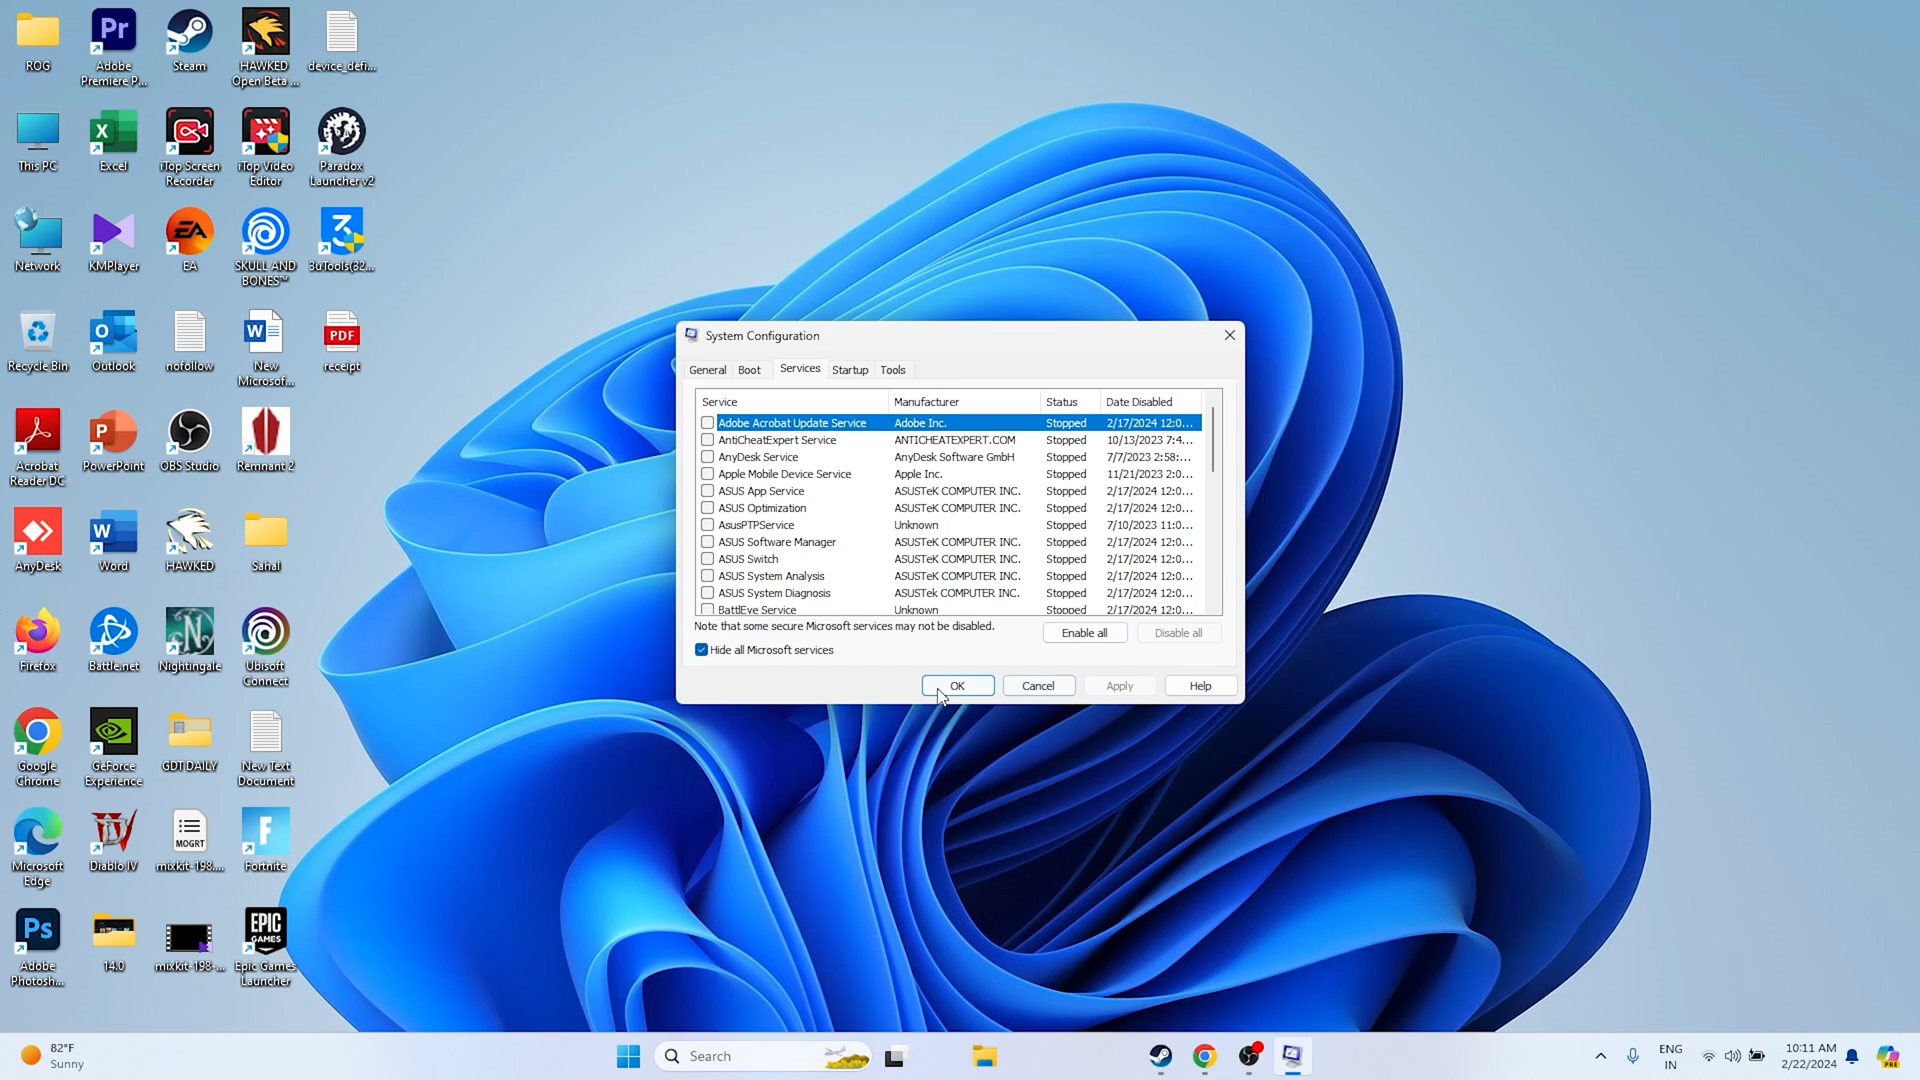 ROG
Adobe
Premiere P...
Steam
HAWKED
Open Beta ...
device_defi...
This PC
Excel
iTop Screen
Recorder
iTop Video
Editor
Paradox
Launcher v2
Network
KMPlayer
EA
SKULL AND
BONES™
3uTools(32...
Recycle Bin
Outlook
nofollow
New
Microsof...
PDF
receipt
Acrobat
Reader DC
PowerPoint
OBS Studio
Remnant 2
AnyDesk
Word
HAWKED
Sahal
Firefox
Battle.net
Nightingale
Ubisoft
Connect
Google
Chrome
GeForce
Experience
GDT DAILY
New Text
Document
Microsoft
Edge
Diablo IV
MOGRT
mixkit-198....
Fortnite
Adobe
Photosh...
14.0
mixkit-198-...
EPIC
GAMES
Epic Games
Launcher
System Configuration
General Boot Services Startup Tools
Service Manufacturer Status Date Disabled
Adobe Acrobat Update Service Adobe Inc. Stopped 2/17/2024 12:0...
AntiCheatExpert Service ANTICHEATEXPERT.COM Stopped 10/13/2023 7:4...
AnyDesk Service AnyDesk Software GmbH Stopped 7/7/2023 2:58:...
Apple Mobile Device Service Apple Inc. Stopped 11/21/2023 2:0...
ASUS App Service ASUSTeK COMPUTER INC. Stopped 2/17/2024 12:0...
ASUS Optimization ASUSTeK COMPUTER INC. Stopped 2/17/2024 12:0...
AsusPTPService Unknown Stopped 7/10/2023 11:0...
ASUS Software Manager ASUSTeK COMPUTER INC. Stopped 2/17/2024 12:0...
ASUS Switch ASUSTeK COMPUTER INC. Stopped 2/17/2024 12:0...
ASUS System Analysis ASUSTeK COMPUTER INC. Stopped 2/17/2024 12:0...
ASUS System Diagnosis ASUSTek COMPUTER INC. Stopped 2/17/2024 12:0...
BattlEye Service Unknown Stopped 2/17/2024 12:0...
Note that some secure Microsoft services may not be disabled.
Enable all Disable all
Hide all Microsoft services
OK Cancel Apply Help
82°F
Sunny
Search
ENG
IN
10:11 AM
2/22/2024
PRE